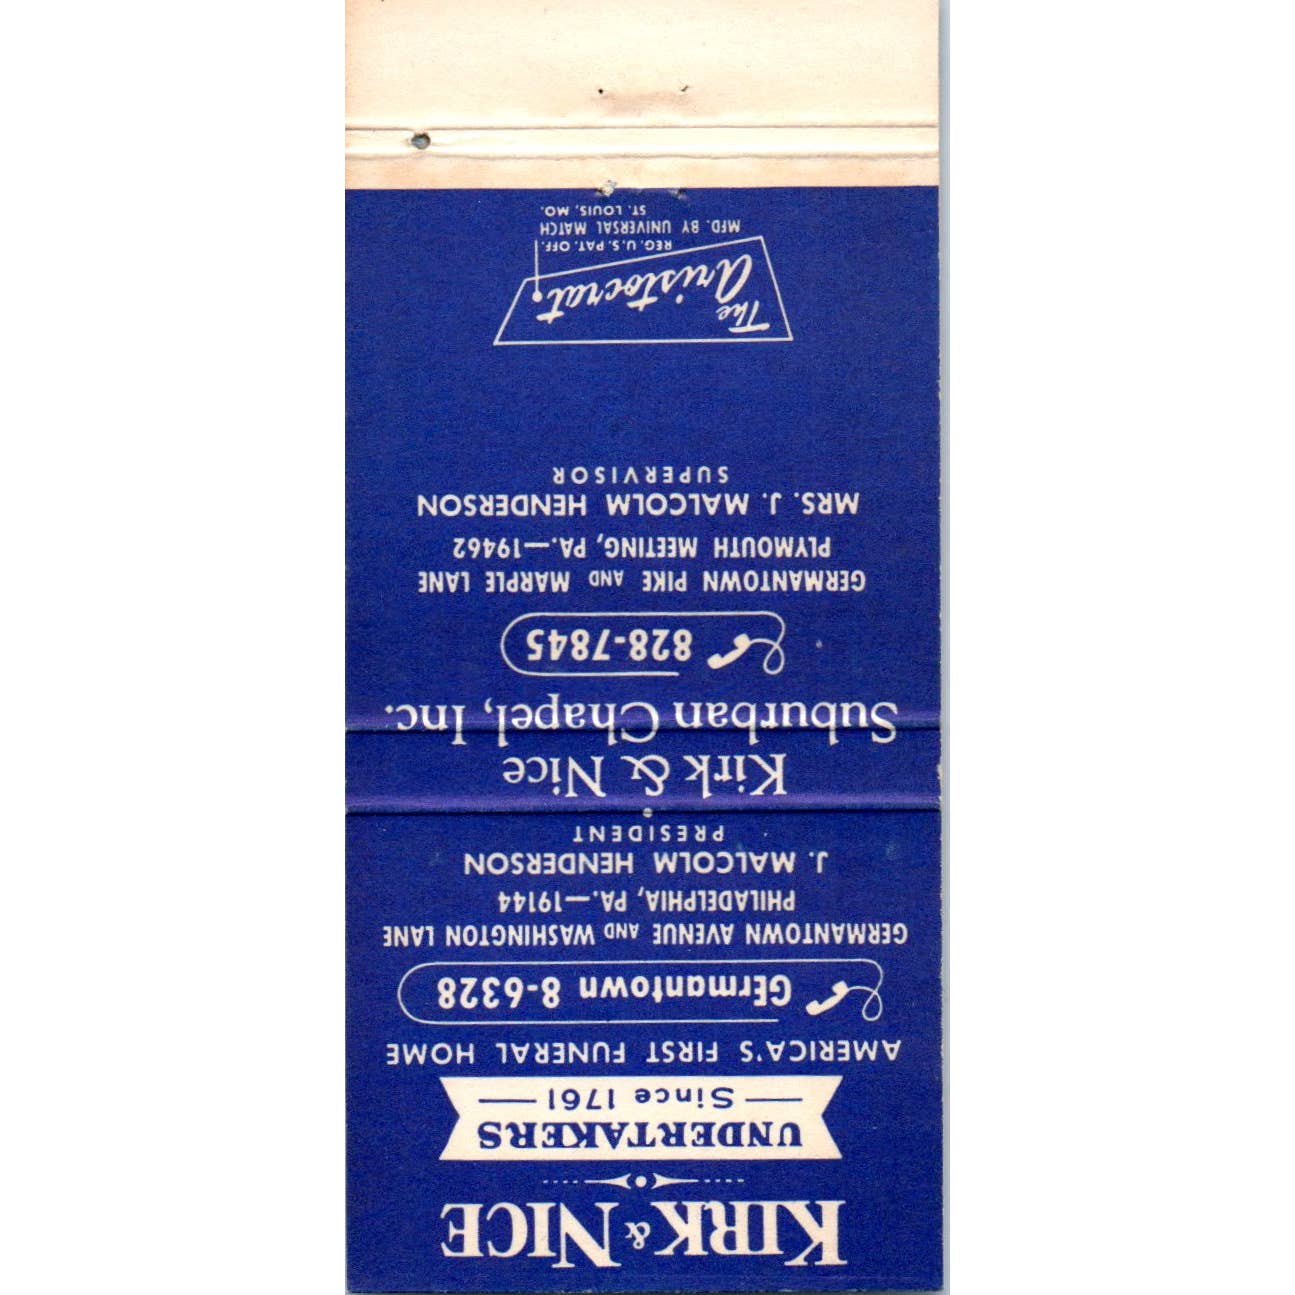 KIRK & NICE
UNDERTAKERS
Since 1761
AMERICA'S FIRST FUNERAL HOME
GErmantown 8-6328
GERMANTOWN AVENUE AND WASHINGTON LANE
PHILADELPHIA, PA.—19144
J. MALCOLM HENDERSON
PRESIDENT
Kirk & Nice
Suburban Chapel, Inc.
828-7845
GERMANTOWN PIKE AND MARPLE LANE
PLYMOUTH MEETING, PA.—19462
MRS. J. MALCOLM HENDERSON
SUPERVISOR
The Aristocrat
REG. U.S. PAT. OFF.
MFD. BY UNIVERSAL MATCH
ST. LOUIS, MO.